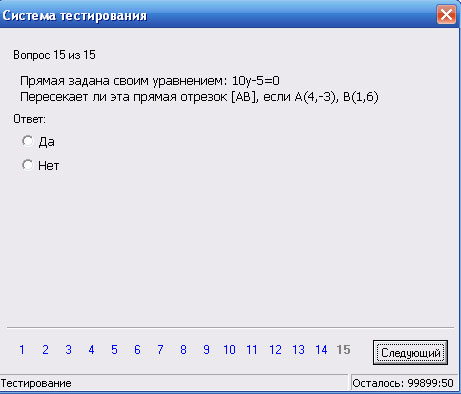 Система тестирования
Вопрос 15 из 15
Прямая задана своим уравнением: 10y-5=0
Пересекает ли эта прямая отрезок [AB], если A(4,-3), B(1,6)
Ответ:
Да
Нет
1 2 3 4 5 6 7 8 9 10 11 12 13 14 15
Следующий
Тестирование
Осталось: 99899:50